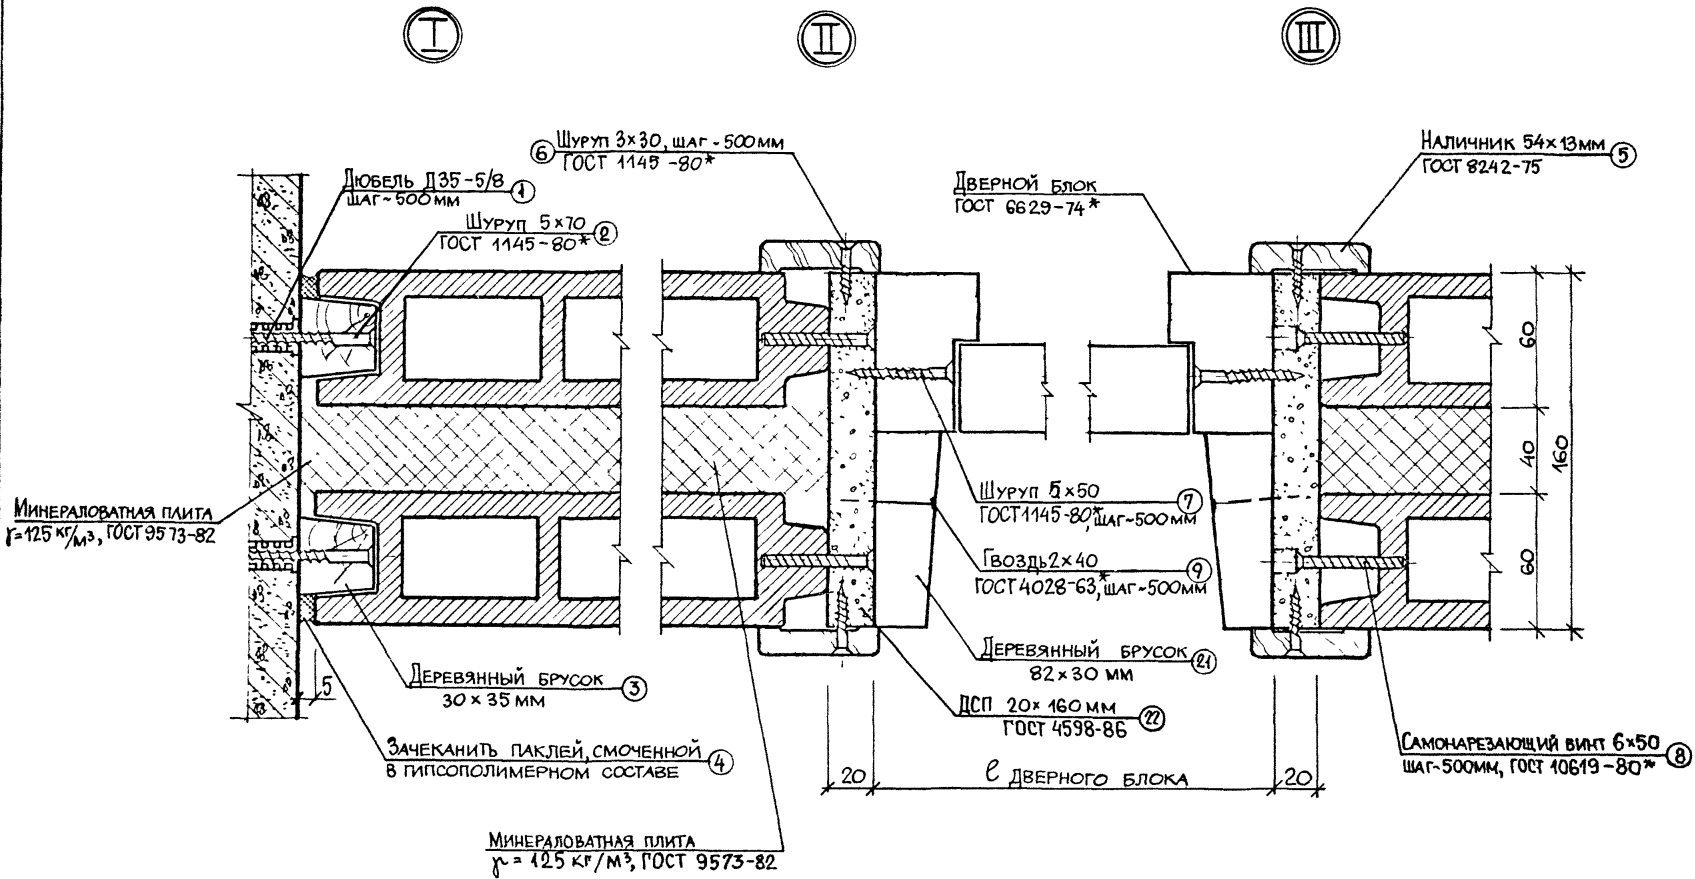 I
II
III
Шуруп 3×30, шаг ~500мм
6
ГОСТ 1145-80*
Наличник 54×13мм
5
ГОСТ 8242-75
Дюбель Д35-5/8
1
шаг~500мм
Дверной блок
ГОСТ 6629-74*
Шуруп 5×70
2
ГОСТ 1145-80*
60
40
160
60
Минераловатная плита
γ=125 кг/м³, ГОСТ 9573-82
Шуруп 5×50
7
ГОСТ 1145-80*, шаг~500мм
Гвоздь 2×40
9
ГОСТ 4028-63*, шаг~500мм
Деревянный брусок
21
82×30 мм
Деревянный брусок
3
30×35 мм
5
ДСП 20×160 мм
22
ГОСТ 4598-86
Зачеканить паклей, смоченной
4
в гипсополимерном составе
Самонарезающий винт 6×50
8
шаг~500мм, ГОСТ 10619-80*
20
ℓ дверного блока
20
Минераловатная плита
γ=125 кг/м³, ГОСТ 9573-82